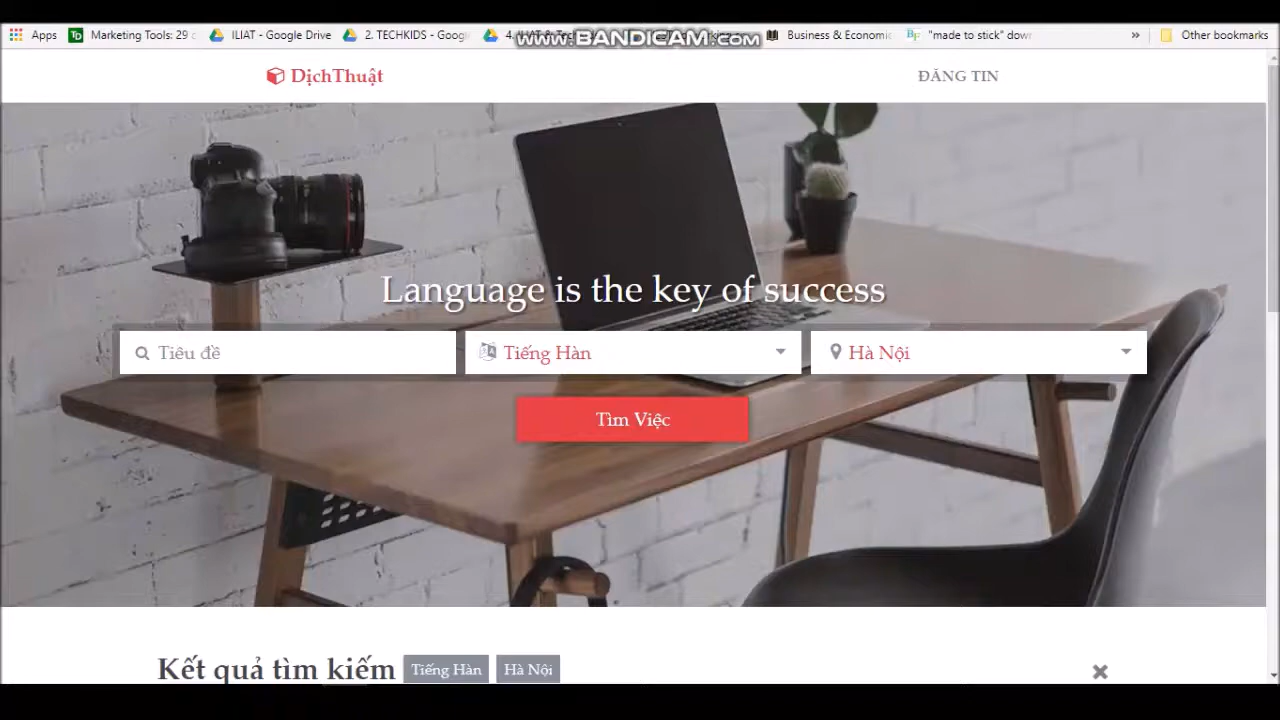 Apps Marketing Tools: 29 c ILIAT - Google Drive 2. TECHKIDS - Goog www.BANDICAM.com Business & Economic "made to stick" dowr » Other bookmarks
DịchThuật ĐĂNG TIN
Language is the key of success
Tiêu đề Tiếng Hàn Hà Nội
Tìm Việc
Kết quả tìm kiếm Tiếng Hàn Hà Nội